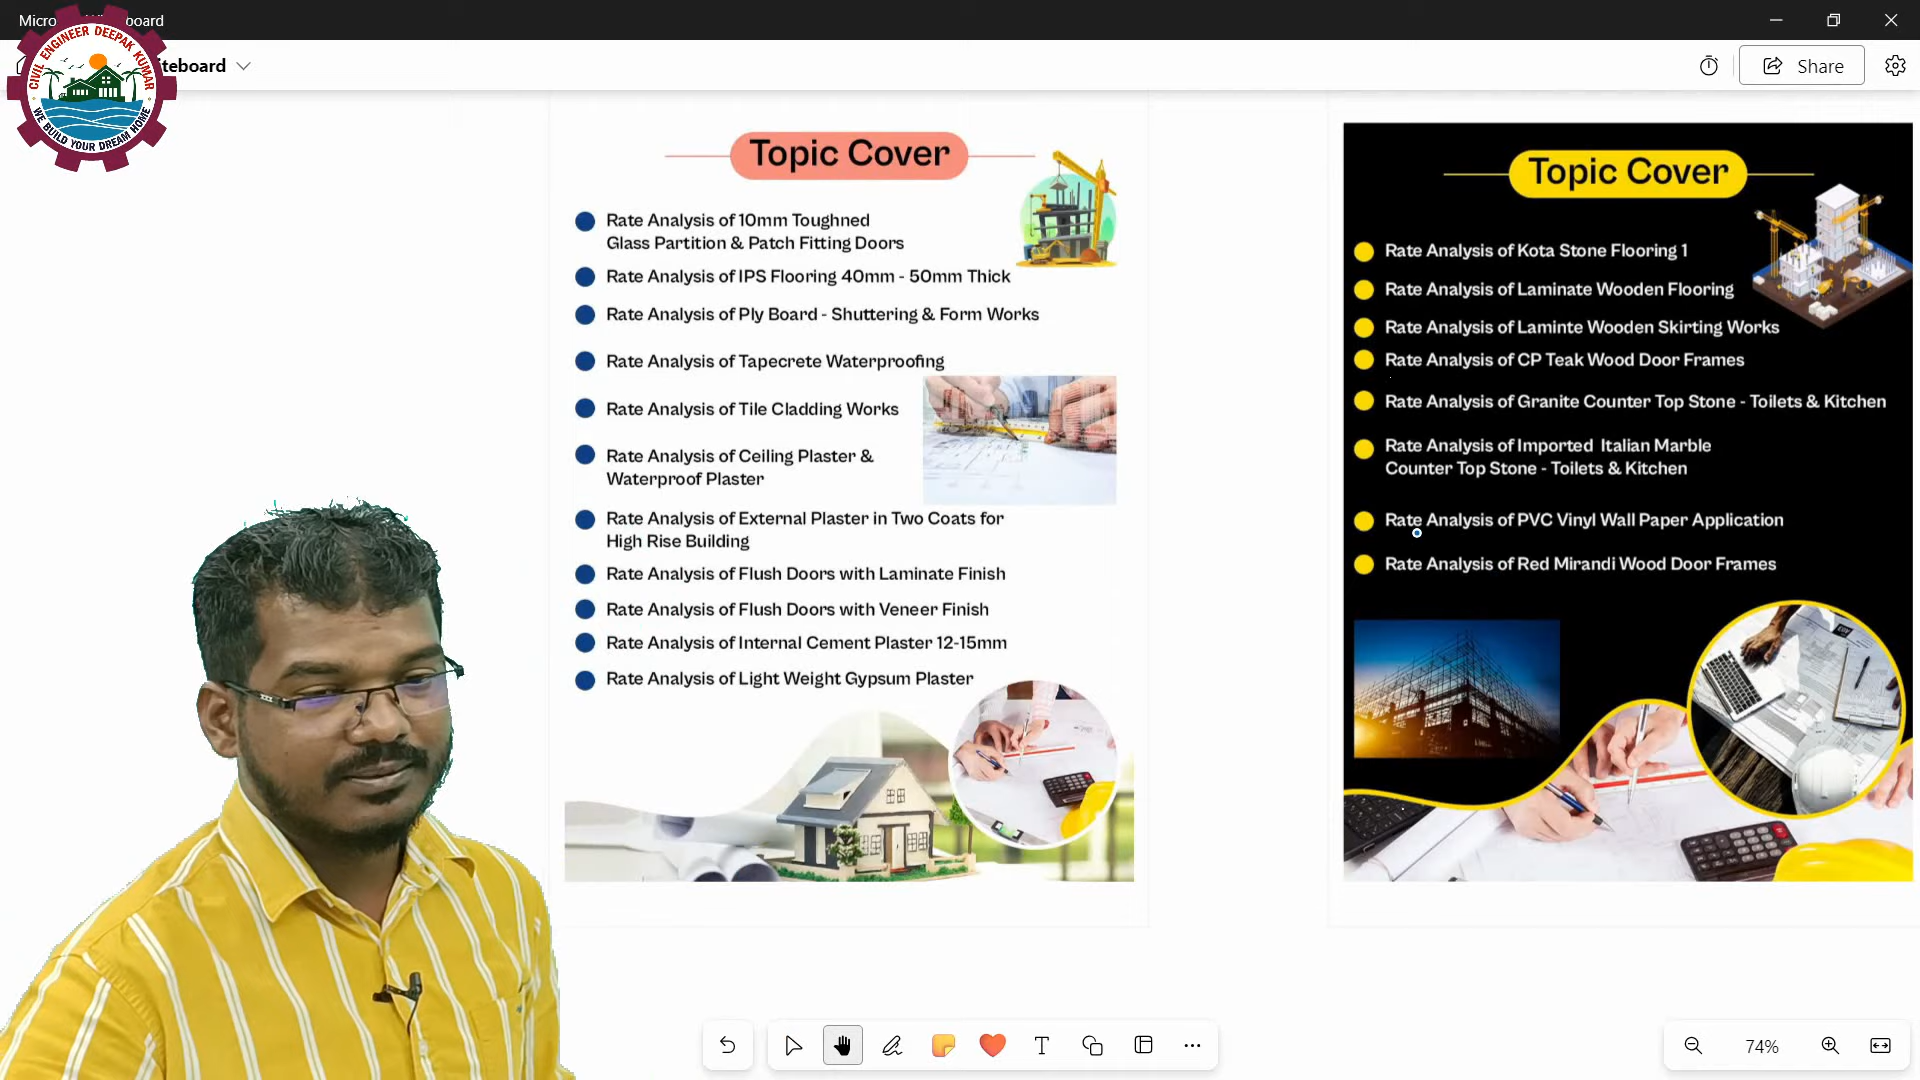 Micro
board
CIVIL ENGINEER DEEPAK KUMAR
WE BUILD YOUR DREAM HOME
iteboard
Share
Topic Cover
Rate Analysis of 10mm Toughned
Glass Partition & Patch Fitting Doors
Rate Analysis of IPS Flooring 40mm - 50mm Thick
Rate Analysis of Ply Board - Shuttering & Form Works
Rate Analysis of Tapecrete Waterproofing
Rate Analysis of Tile Cladding Works
Rate Analysis of Ceiling Plaster &
Waterproof Plaster
Rate Analysis of External Plaster in Two Coats for
High Rise Building
Rate Analysis of Flush Doors with Laminate Finish
Rate Analysis of Flush Doors with Veneer Finish
Rate Analysis of Internal Cement Plaster 12-15mm
Rate Analysis of Light Weight Gypsum Plaster
Topic Cover
Rate Analysis of Kota Stone Flooring 1
Rate Analysis of Laminate Wooden Flooring
Rate Analysis of Laminte Wooden Skirting Works
Rate Analysis of CP Teak Wood Door Frames
Rate Analysis of Granite Counter Top Stone - Toilets & Kitchen
Rate Analysis of Imported Italian Marble
Counter Top Stone - Toilets & Kitchen
Rate Analysis of PVC Vinyl Wall Paper Application
Rate Analysis of Red Mirandi Wood Door Frames
74%